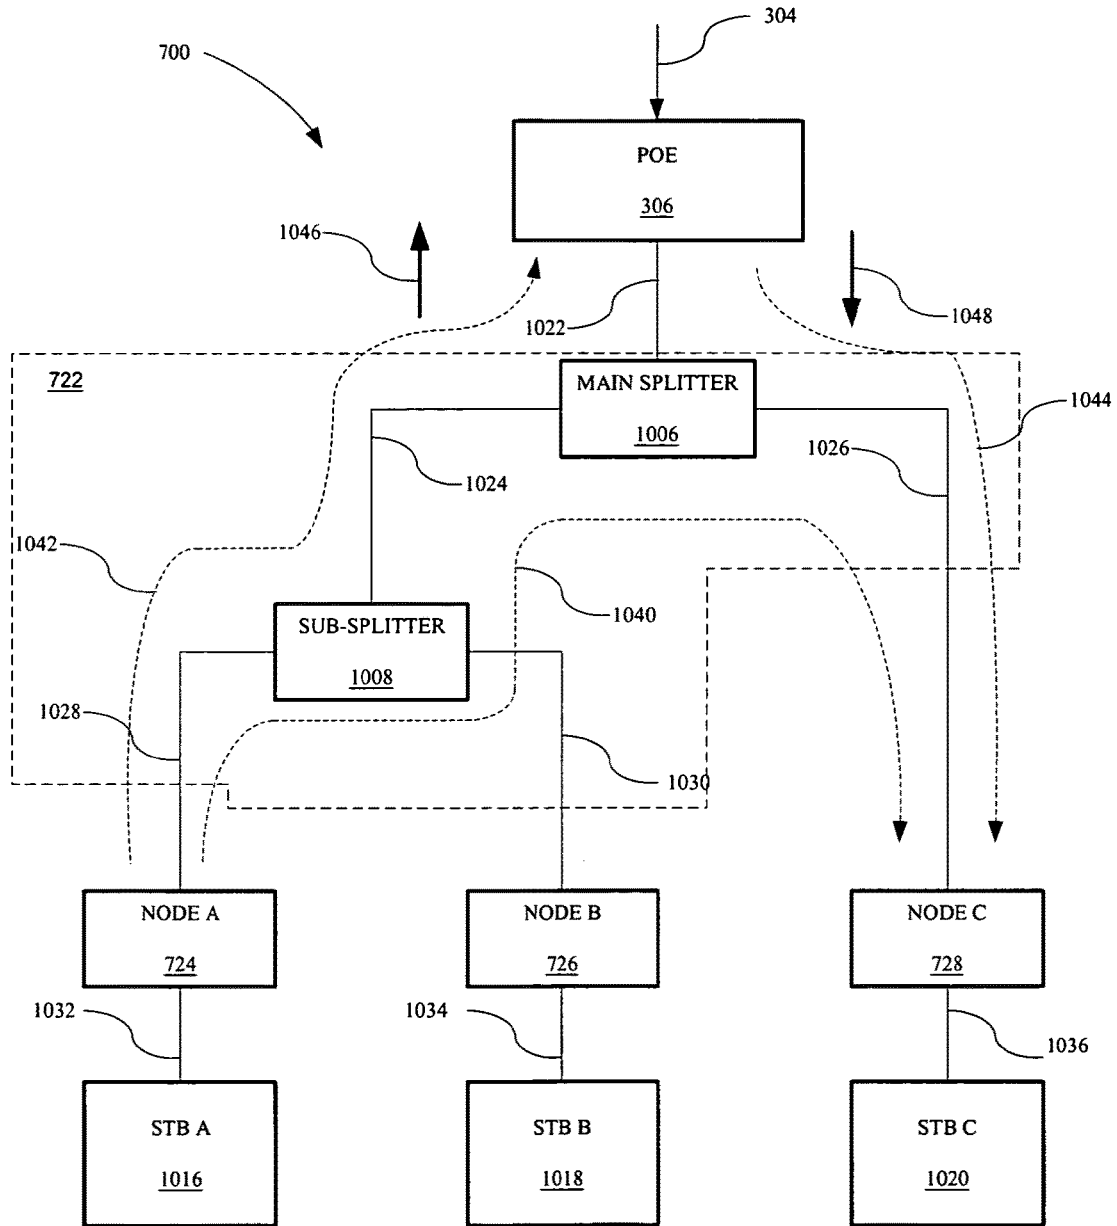 304
700
POE
306
1046
1022
1048
722
MAIN SPLITTER
1006
1044
1026
1024
1042
1040
SUB-SPLITTER
1008
1028
1030
NODE A
724
NODE B
726
NODE C
728
1032
1034
1036
STB A
1016
STB B
1018
STB C
1020